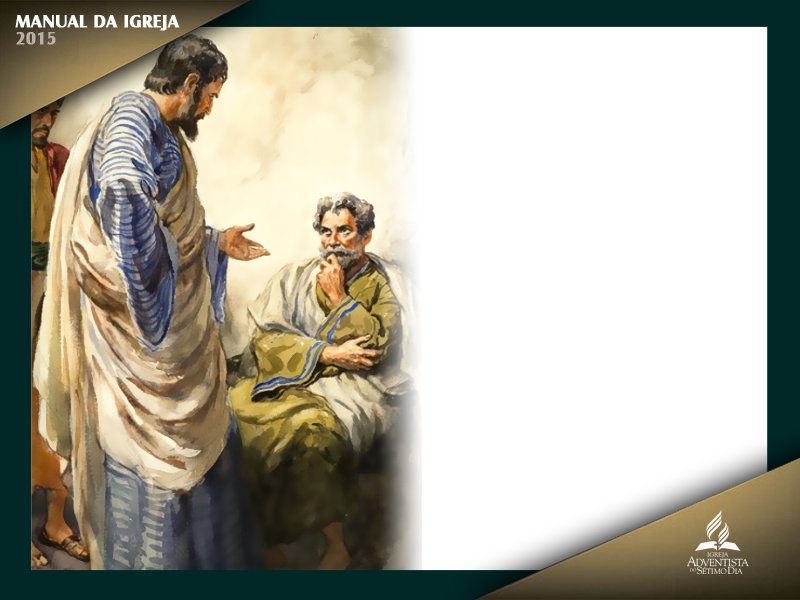 MANUAL DA IGREJA
2015
IGREJA
ADVENTISTA
DO SÉTIMO DIA